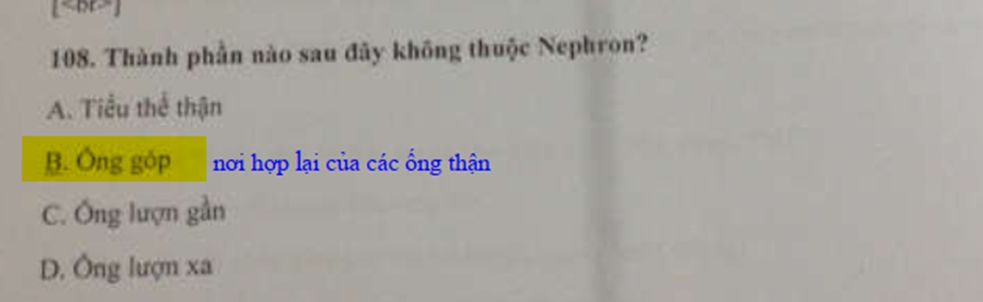 [<br>]
108. Thành phần nào sau đây không thuộc Nephron?
A. Tiểu thể thận
B. Ống góp nơi hợp lại của các ống thận
C. Ống lượn gần
D. Ống lượn xa